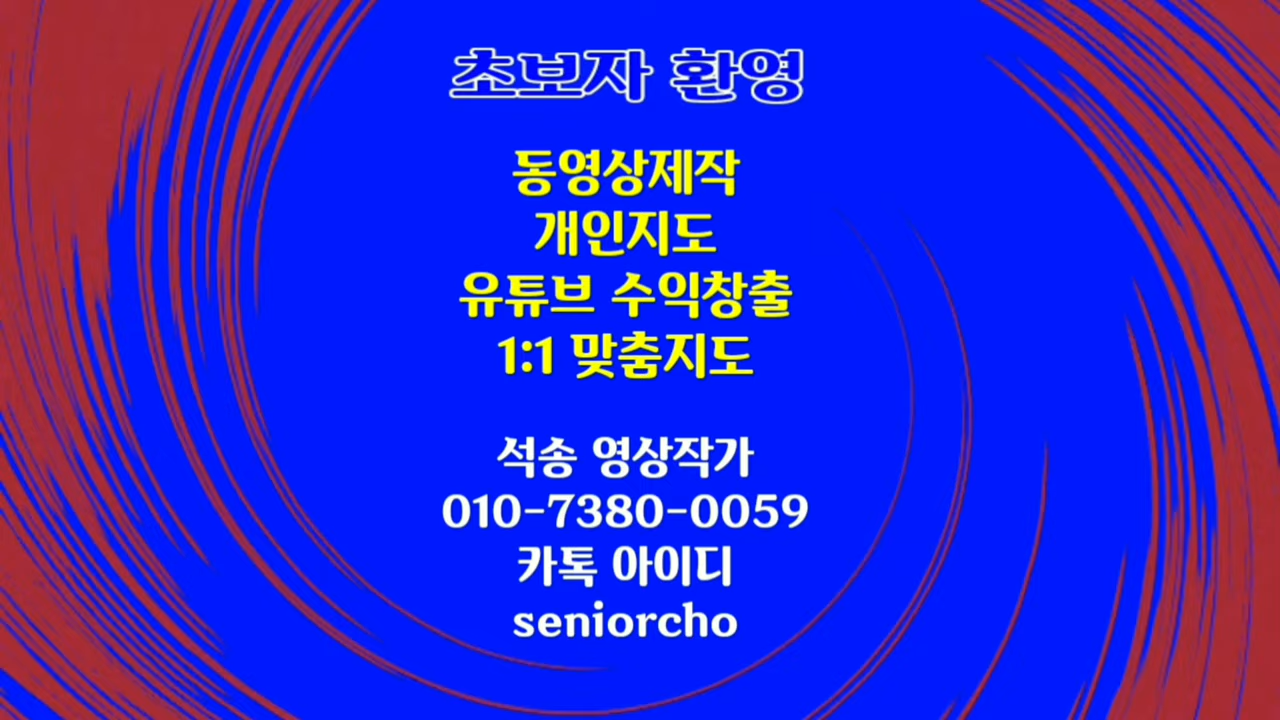 초보자 환영
동영상제작
개인지도
유튜브 수익창출
1:1 맞춤지도
석송 영상작가
010-7380-0059
카톡 아이디
seniorcho